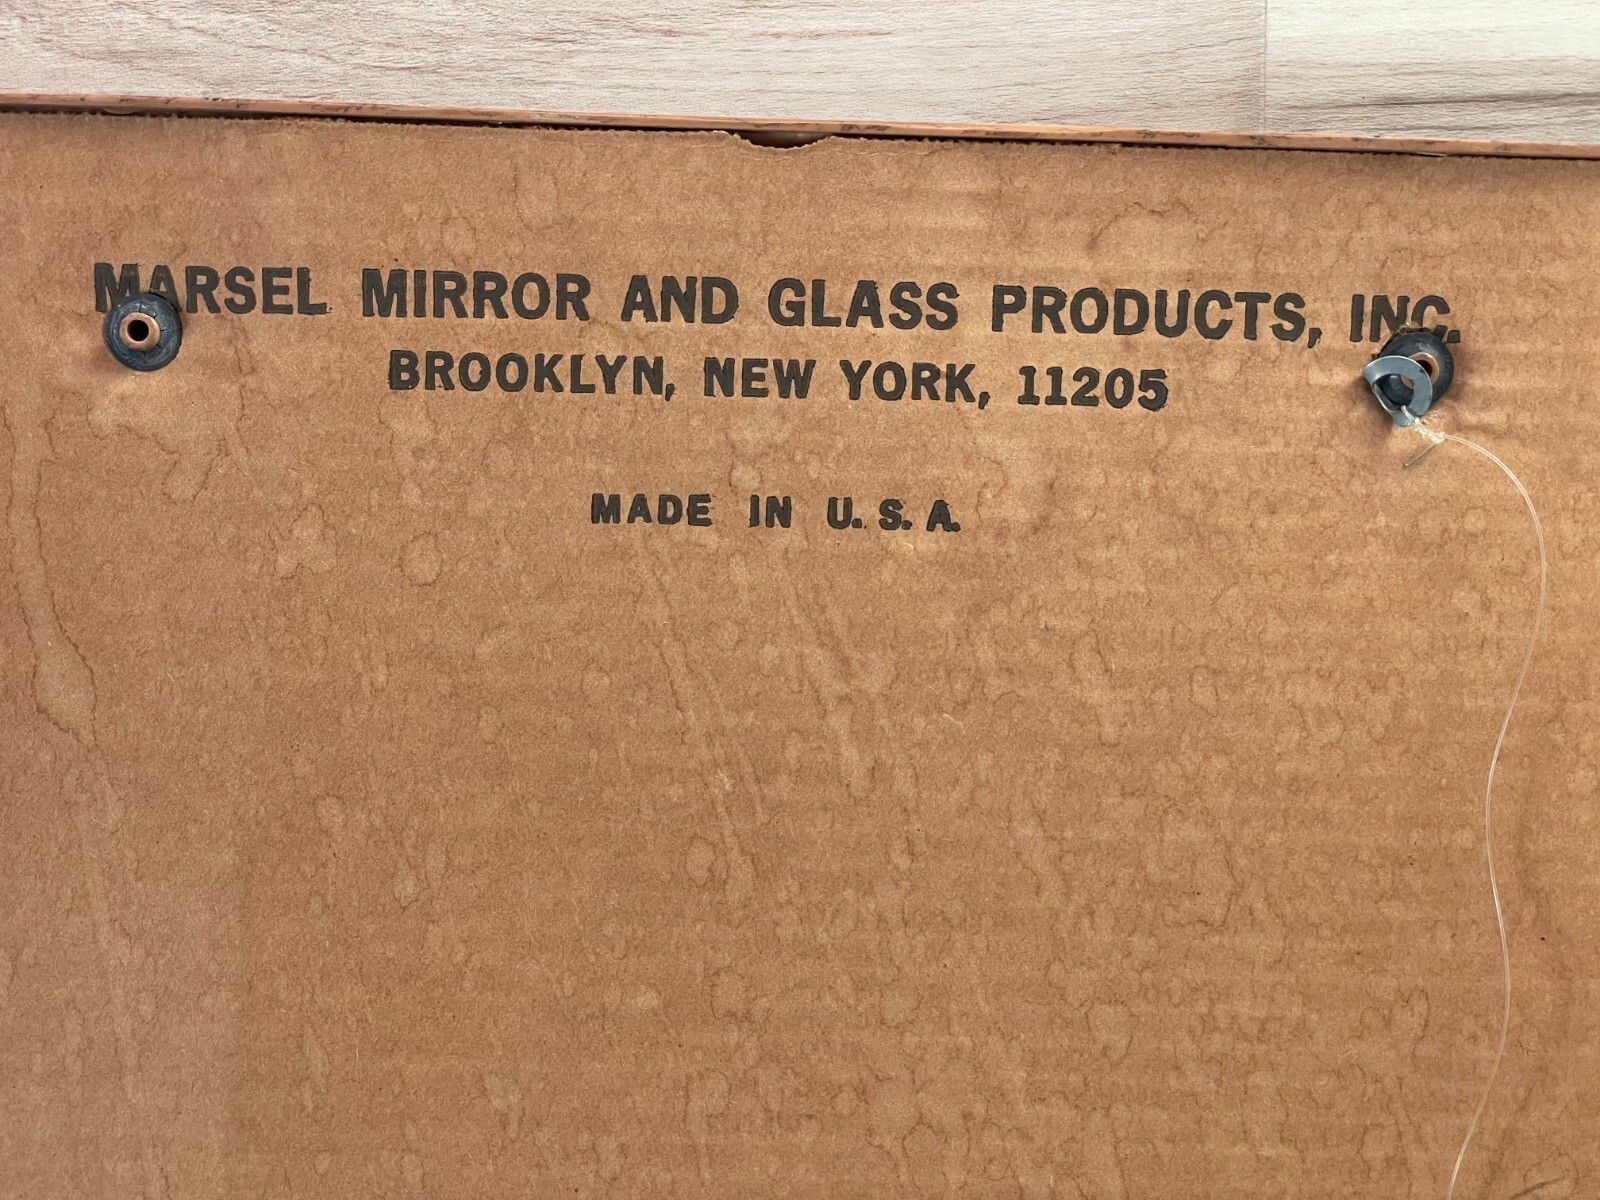 MARSEL MIRROR AND GLASS PRODUCTS, INC.
BROOKLYN, NEW YORK, 11205
MADE IN U. S. A.